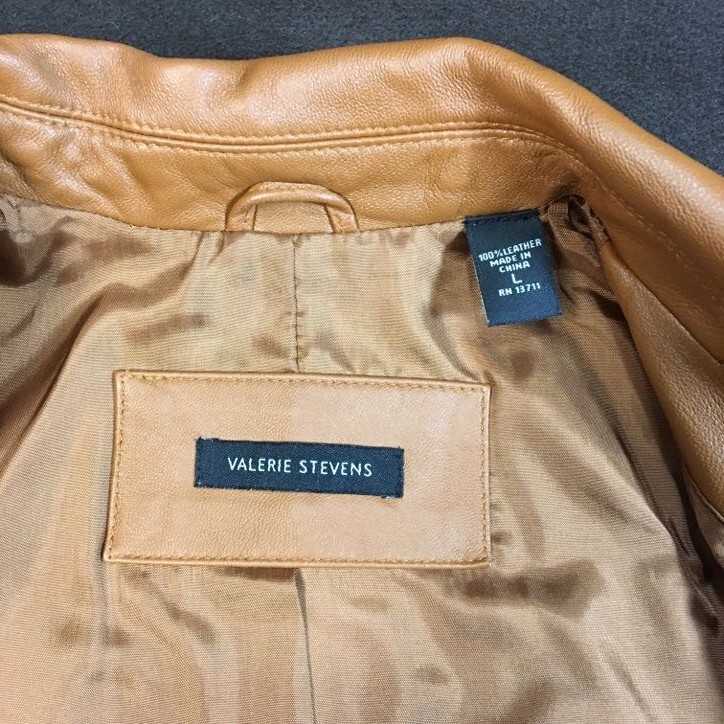 100% LEATHER
MADE IN
CHINA
L
RN 13711
VALERIE STEVENS